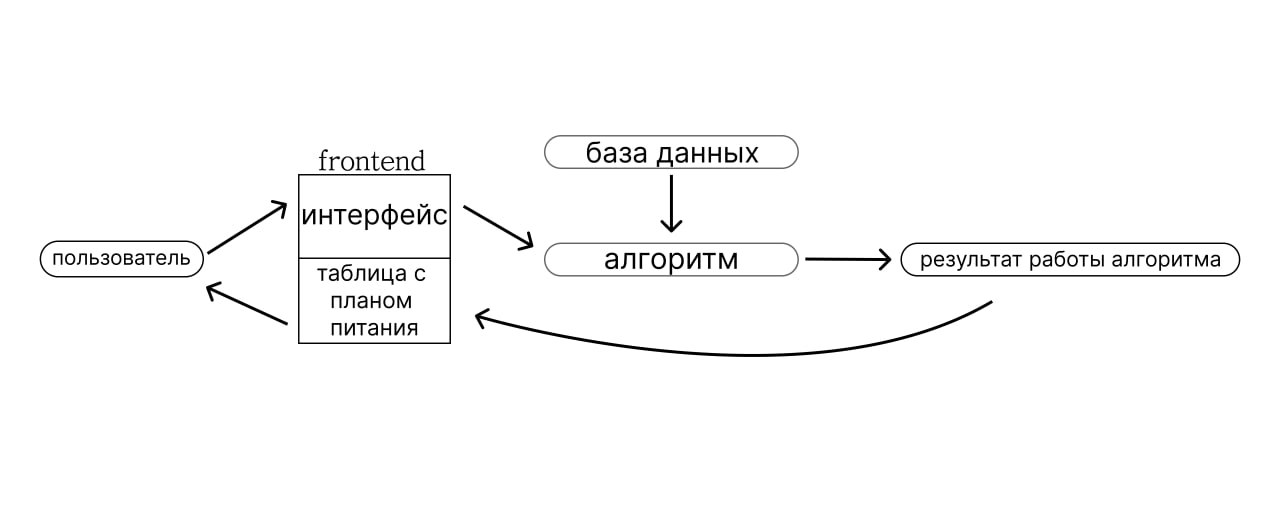 frontend
интерфейс
таблица с
планом
питания
пользователь
база данных
алгоритм
результат работы алгоритма